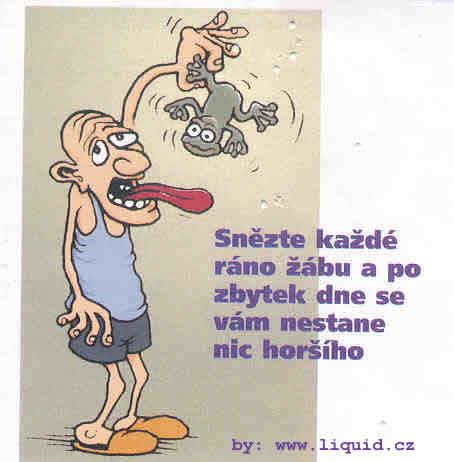 Snězte každé
ráno žábu a po
zbytek dne se
vám nestane
nic horšího
by: www.liquid.cz